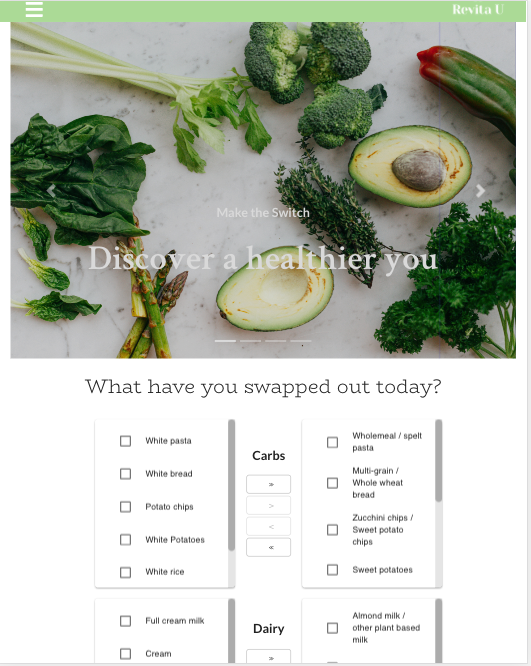 Revita U
Make the Switch
Discover a healthier you
What have you swapped out today?
White pasta
White bread
Potato chips
White Potatoes
White rice
Carbs
»
>
<
«
Wholemeal / spelt
pasta
Multi-grain /
Whole wheat
bread
Zucchini chips /
Sweet potato
chips
Sweet potatoes
Full cream milk
Cream
Dairy
»
Almond milk /
other plant based
milk